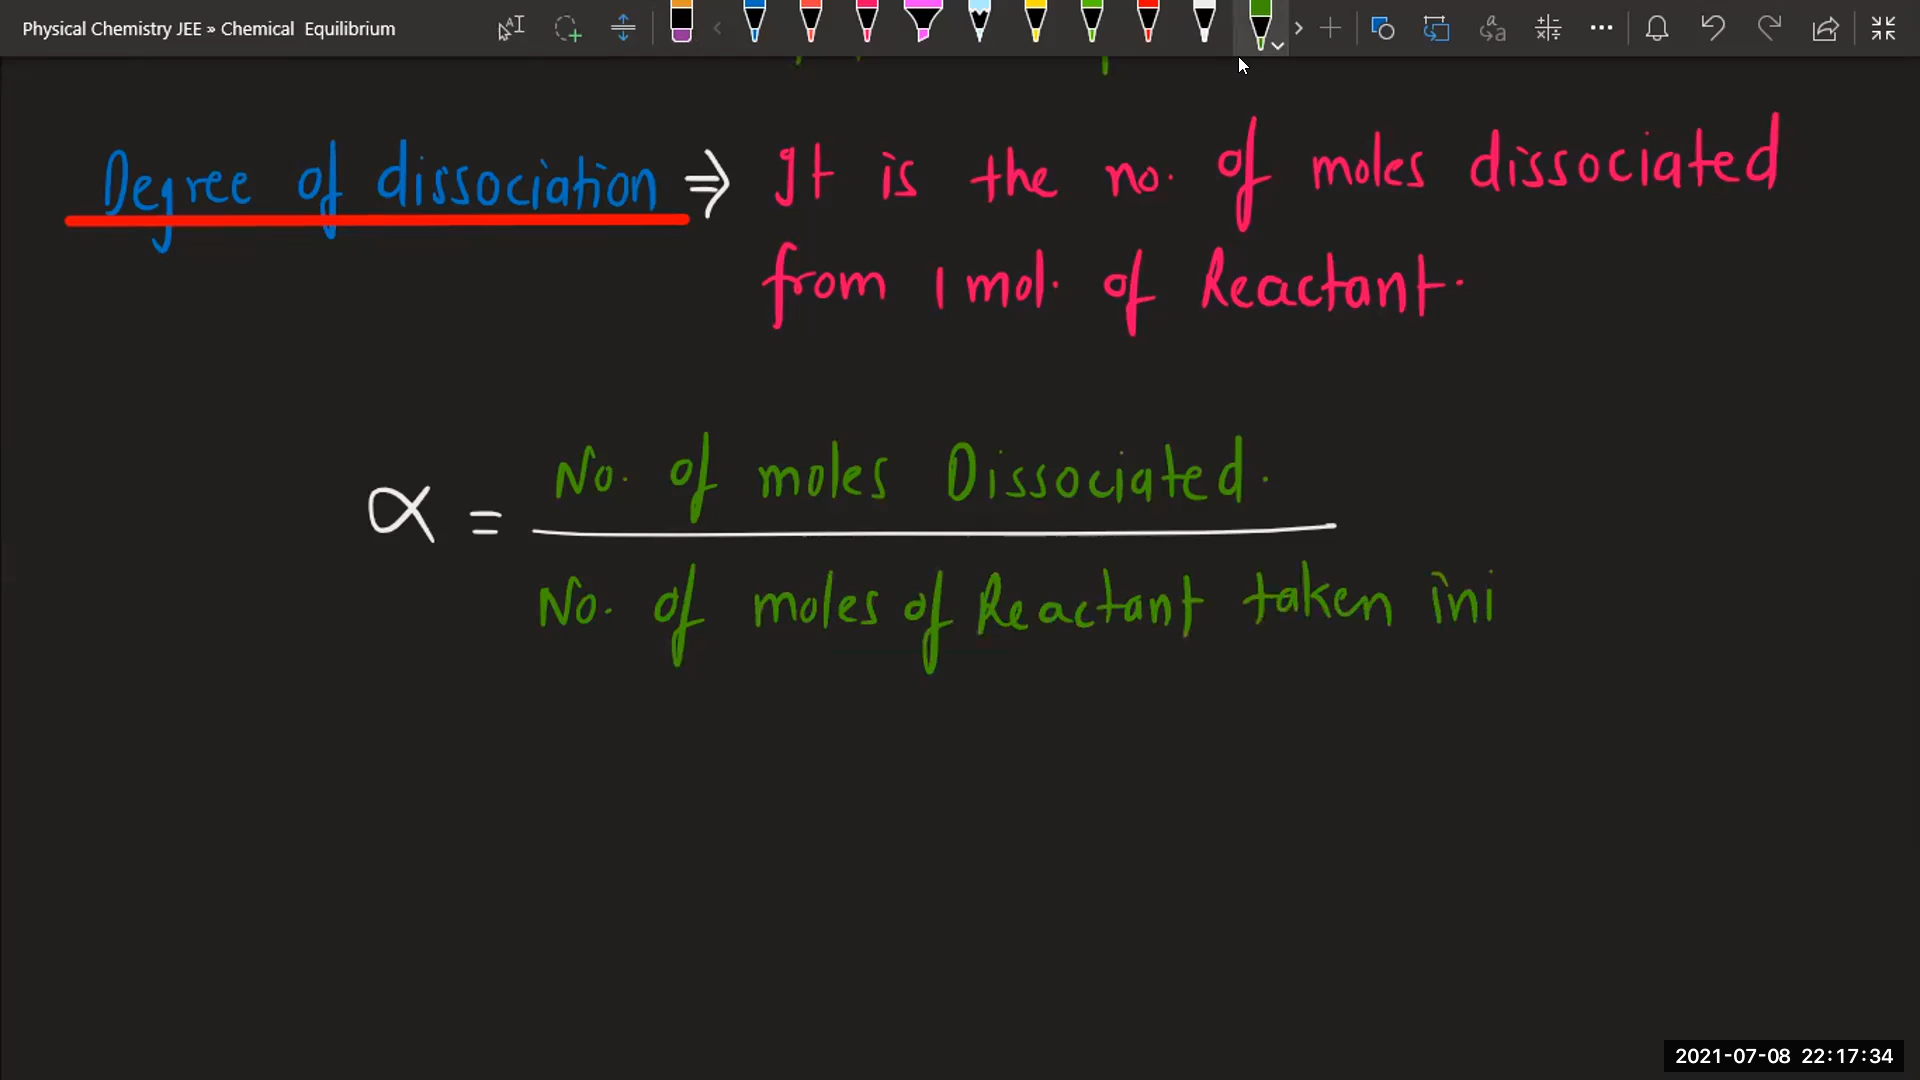 Physical Chemistry JEE » Chemical Equilibrium
Degree of dissociation ⇒ It is the no. of moles dissociated
from 1 mol. of Reactant.
α = No. of moles Dissociated.
No. of moles of Reactant taken ini
2021-07-08 22:17:34